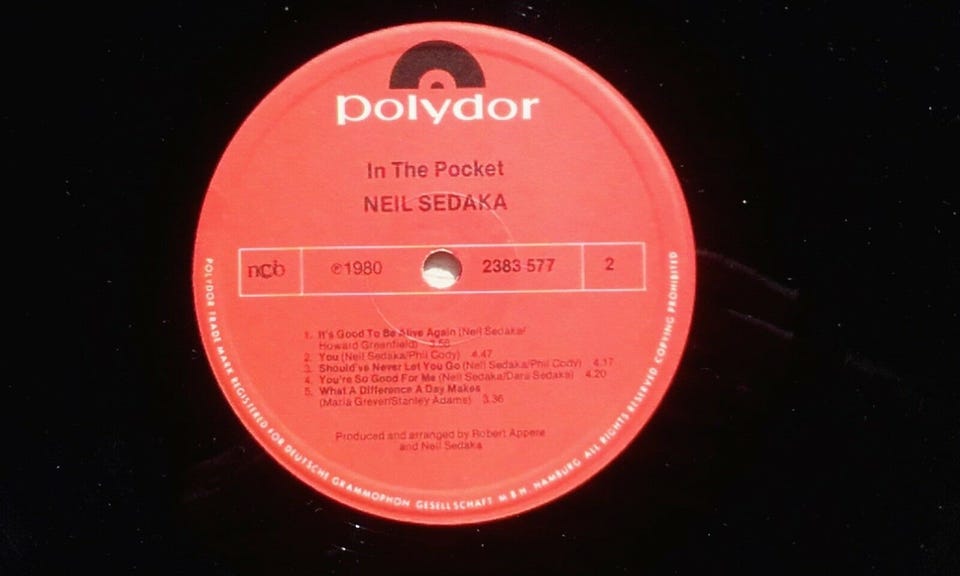 polydor
In The Pocket
NEIL SEDAKA
ncb ℗1980 2383 577 2
1. It's Good To Be Alive Again (Neil Sedaka/
Howard Greenfield) 3.58
2. You (Neil Sedaka/Phil Cody) 4.47
3. Should've Never Let You Go (Neil Sedaka/Phil Cody) 4.17
4. You're So Good For Me (Neil Sedaka/Dara Sedaka) 4.20
5. What A Difference A Day Makes
(Maria Grever/Stanley Adams) 3.36
Produced and arranged by Robert Appere
and Neil Sedaka
POLYDOR TRADE MARK REGISTERED FOR DEUTSCHE GRAMMOPHON GESELLSCHAFT M B H. HAMBURG. ALL RIGHTS RESERVED COPYING PROHIBITED